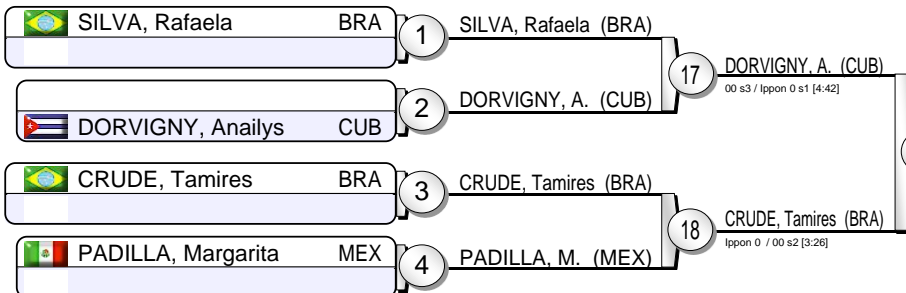 SILVA, Rafaela BRA
1
SILVA, Rafaela (BRA)
17
DORVIGNY, A. (CUB)
00 s3 / Ippon 0 s1 [4:42]
DORVIGNY, Anailys CUB
2
DORVIGNY, A. (CUB)
CRUDE, Tamires BRA
3
CRUDE, Tamires (BRA)
18
CRUDE, Tamires (BRA)
Ippon 0 / 00 s2 [3:26]
PADILLA, Margarita MEX
4
PADILLA, M. (MEX)